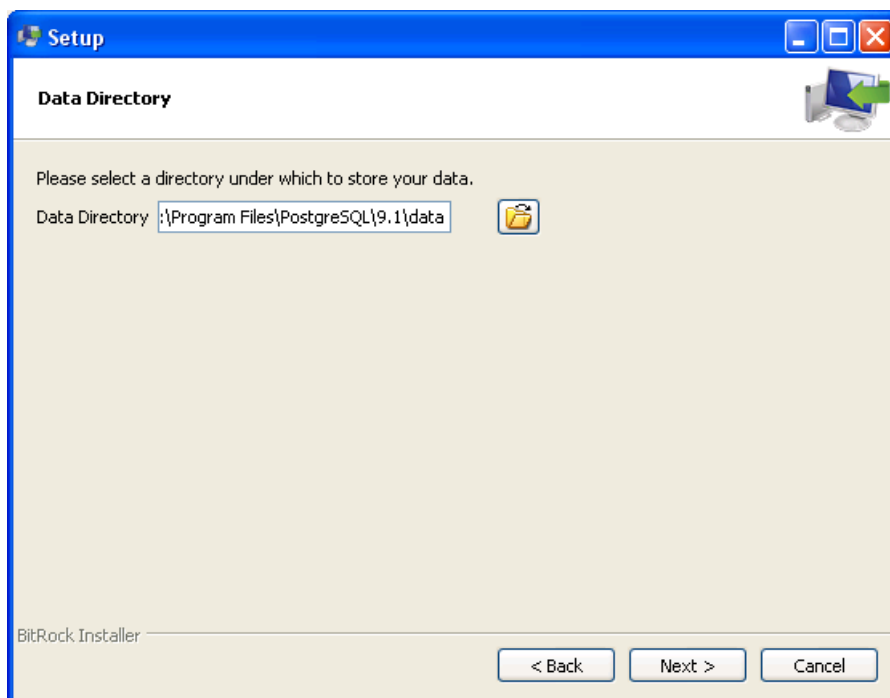 Setup
Data Directory
Please select a directory under which to store your data.
Data Directory :\Program Files\PostgreSQL\9.1\data
BitRock Installer
< Back Next > Cancel